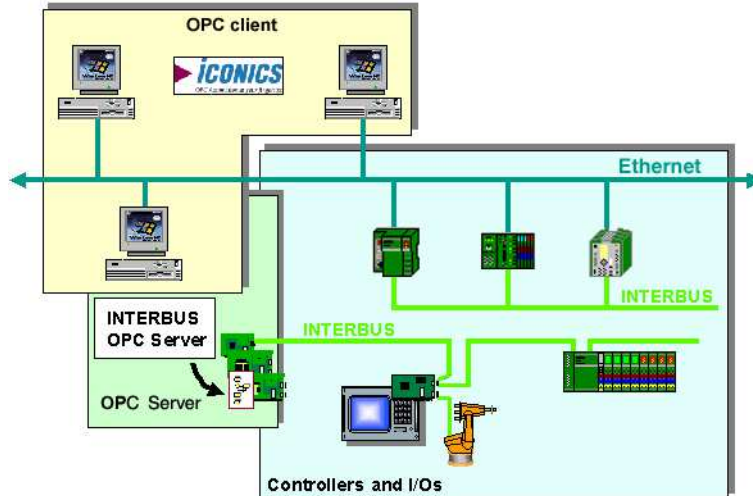 OPC client
ICONICS
Ethernet
INTERBUS
INTERBUS
OPC Server
INTERBUS
OPC Server
Controllers and I/Os